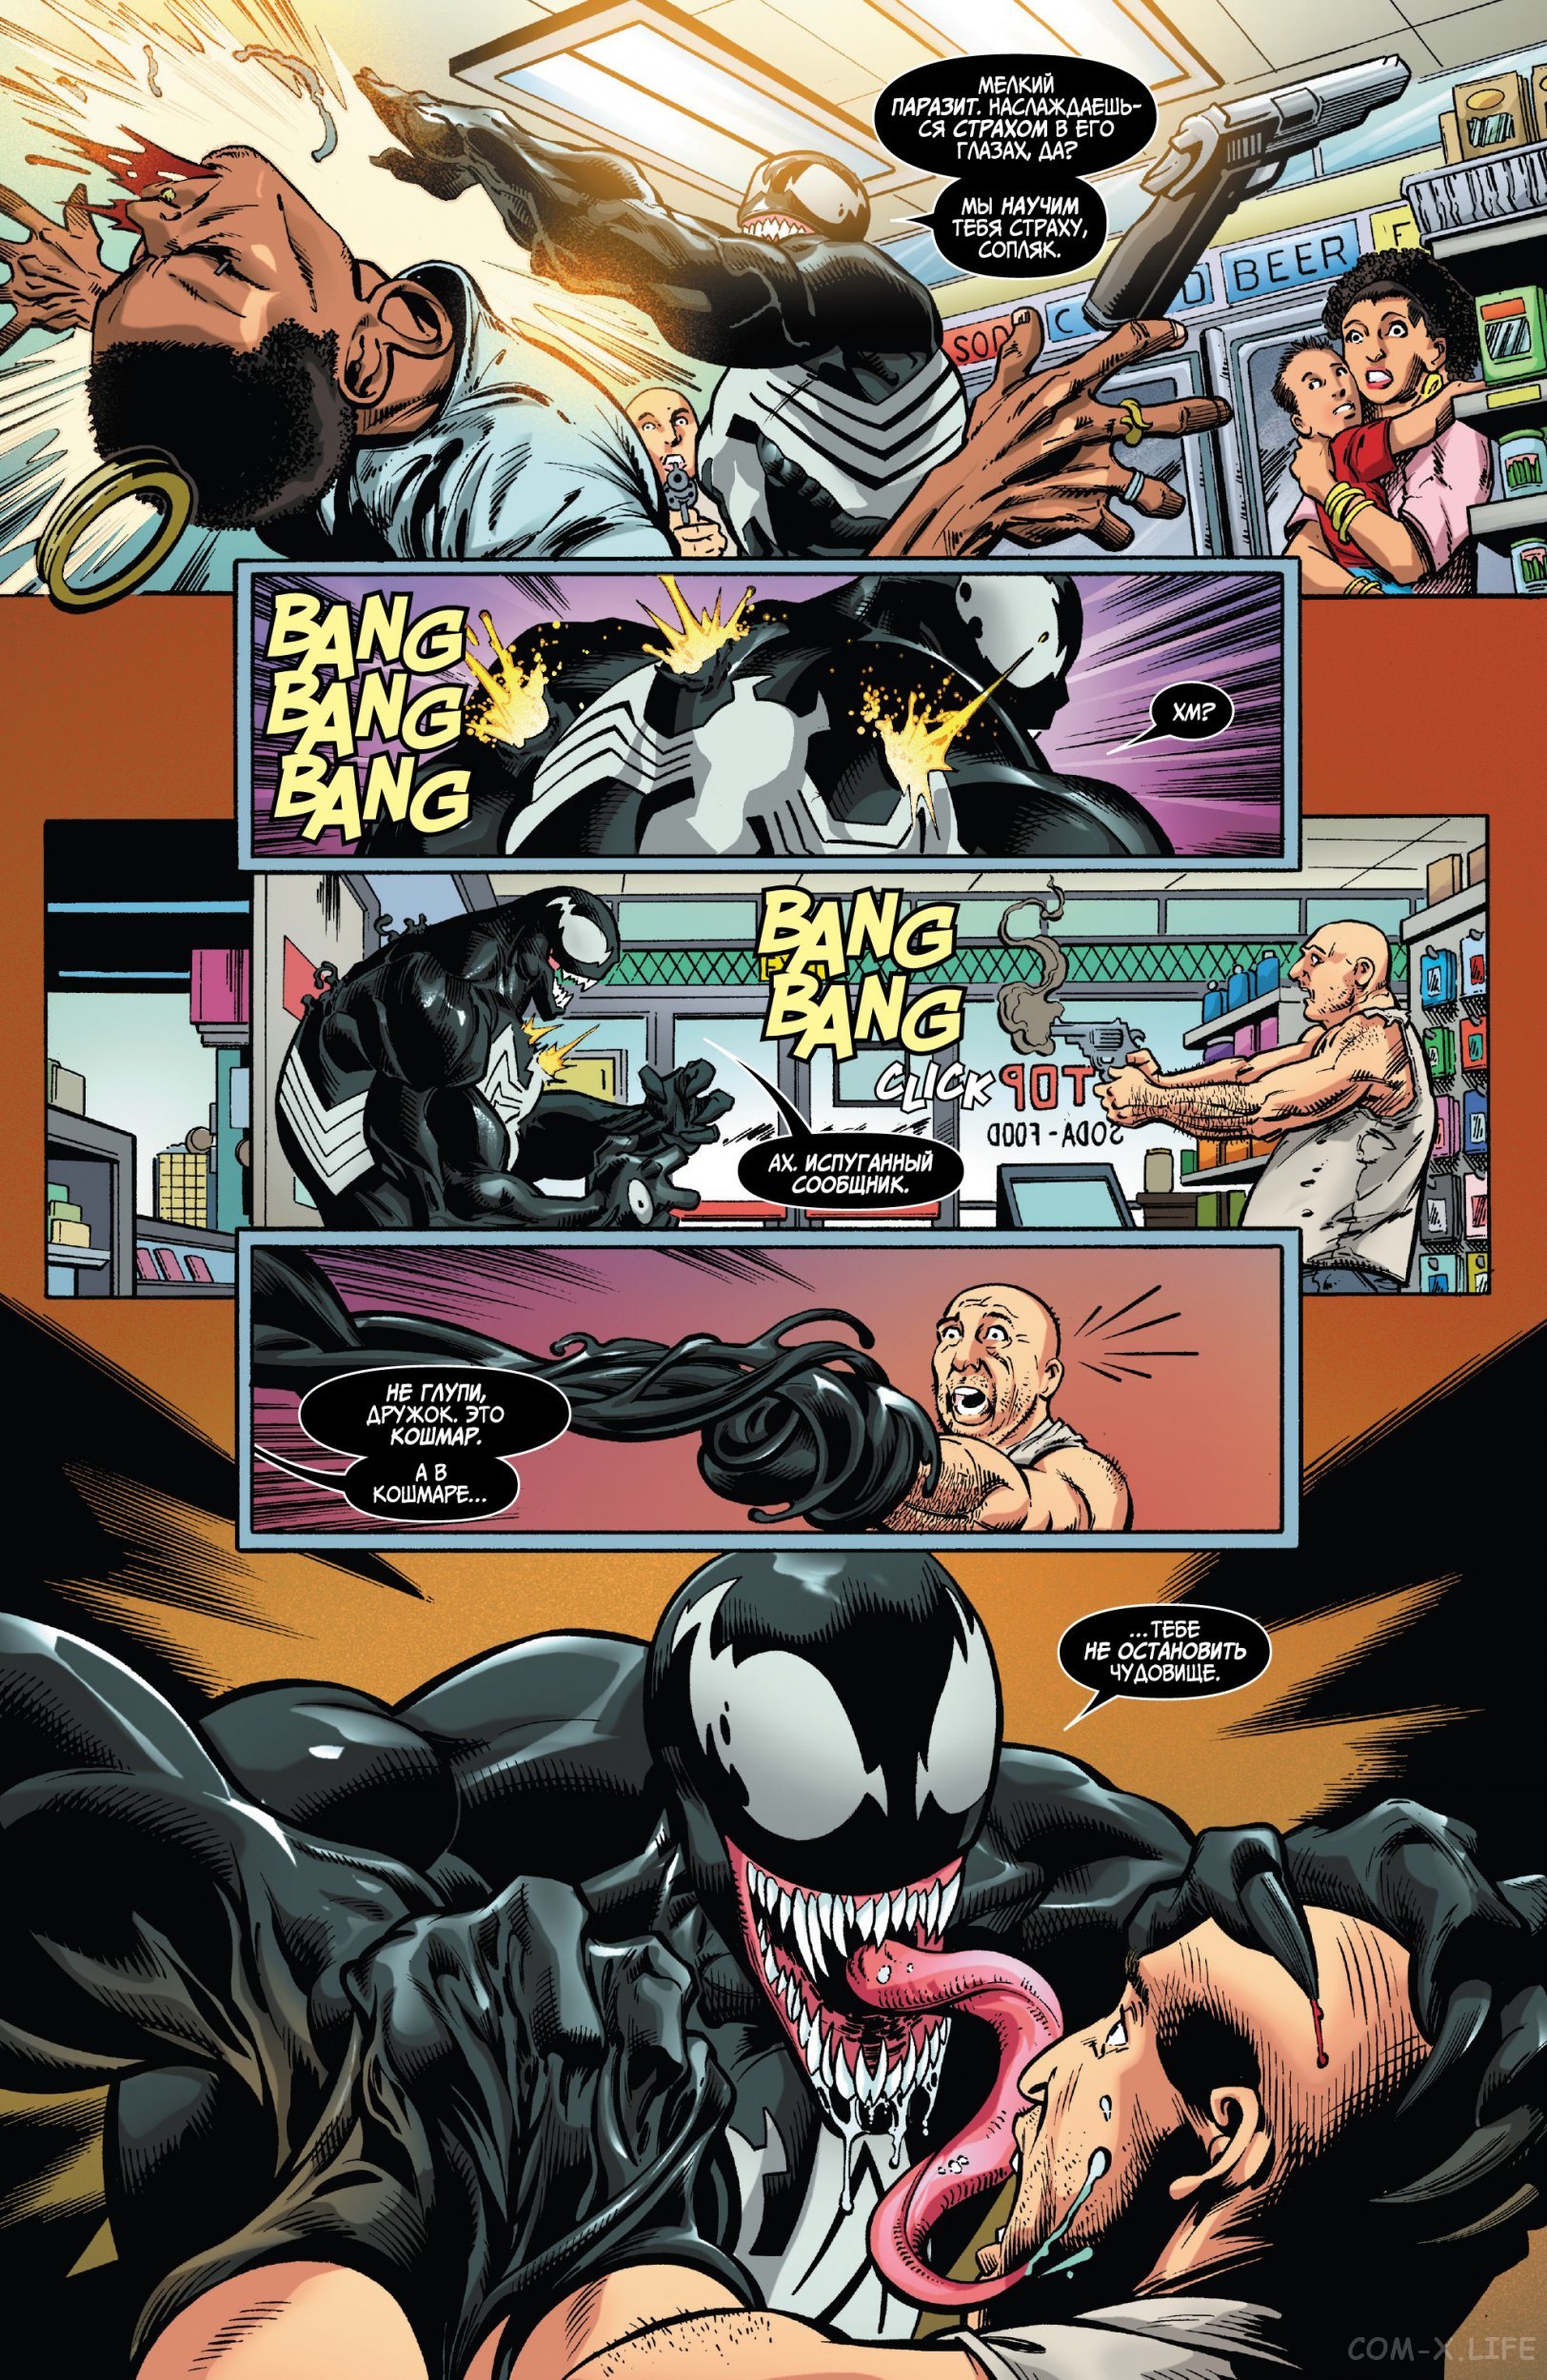 МЕЛКИЙ
ПАРАЗИТ. НАСЛАЖДАЕШЬ-
СЯ СТРАХОМ В ЕГО
ГЛАЗАХ, ДА?
МЫ НАУЧИМ
ТЕБЯ СТРАХУ,
СОПЛЯК.
SOD
C
D
BEER
F
BANG
BANG
BANG
ХМ?
BANG
BANG
CLICK
TOP
SODA-FOOD
АХ. ИСПУГАННЫЙ
СООБЩНИК.
НЕ ГЛУПИ,
ДРУЖОК. ЭТО
КОШМАР.
А В
КОШМАРЕ...
...ТЕБЕ
НЕ ОСТАНОВИТЬ
ЧУДОВИЩЕ.
COM-X.LIFE